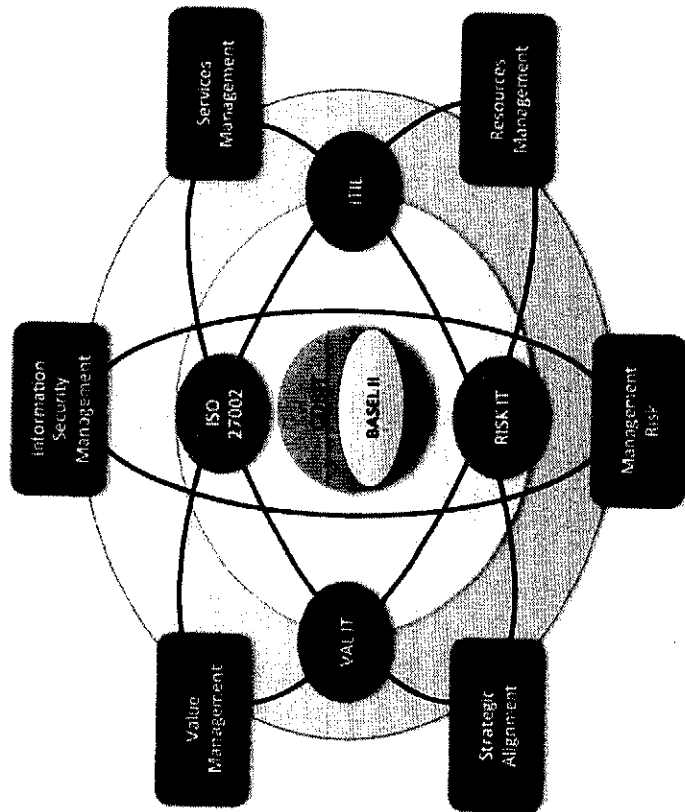 Information
Security
Management
Value
Management
Services
Management
ISO
27002
VAL IT
BASEL II
ITIL
RISK IT
Strategic
Alignment
Resources
Management
Management
Risk